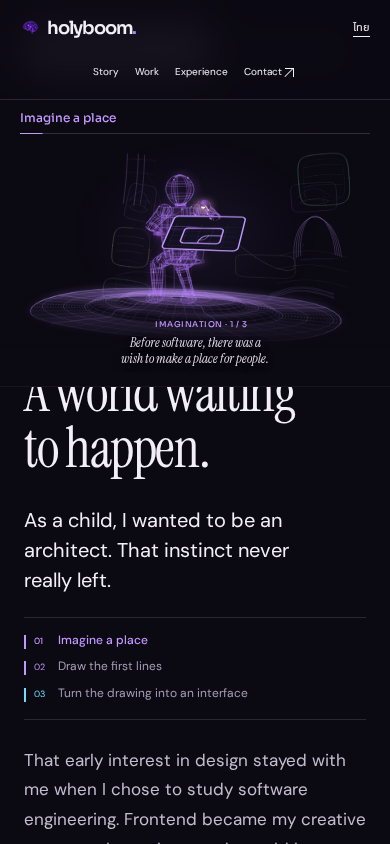 holyboom.
ไทย
Story Work Experience Contact
Imagine a place
IMAGINATION · 1 / 3
Before software, there was a
wish to make a place for people.
A world waiting
to happen.
As a child, I wanted to be an
architect. That instinct never
really left.
01 Imagine a place
02 Draw the first lines
03 Turn the drawing into an interface
That early interest in design stayed with
me when I chose to study software
engineering. Frontend became my creative